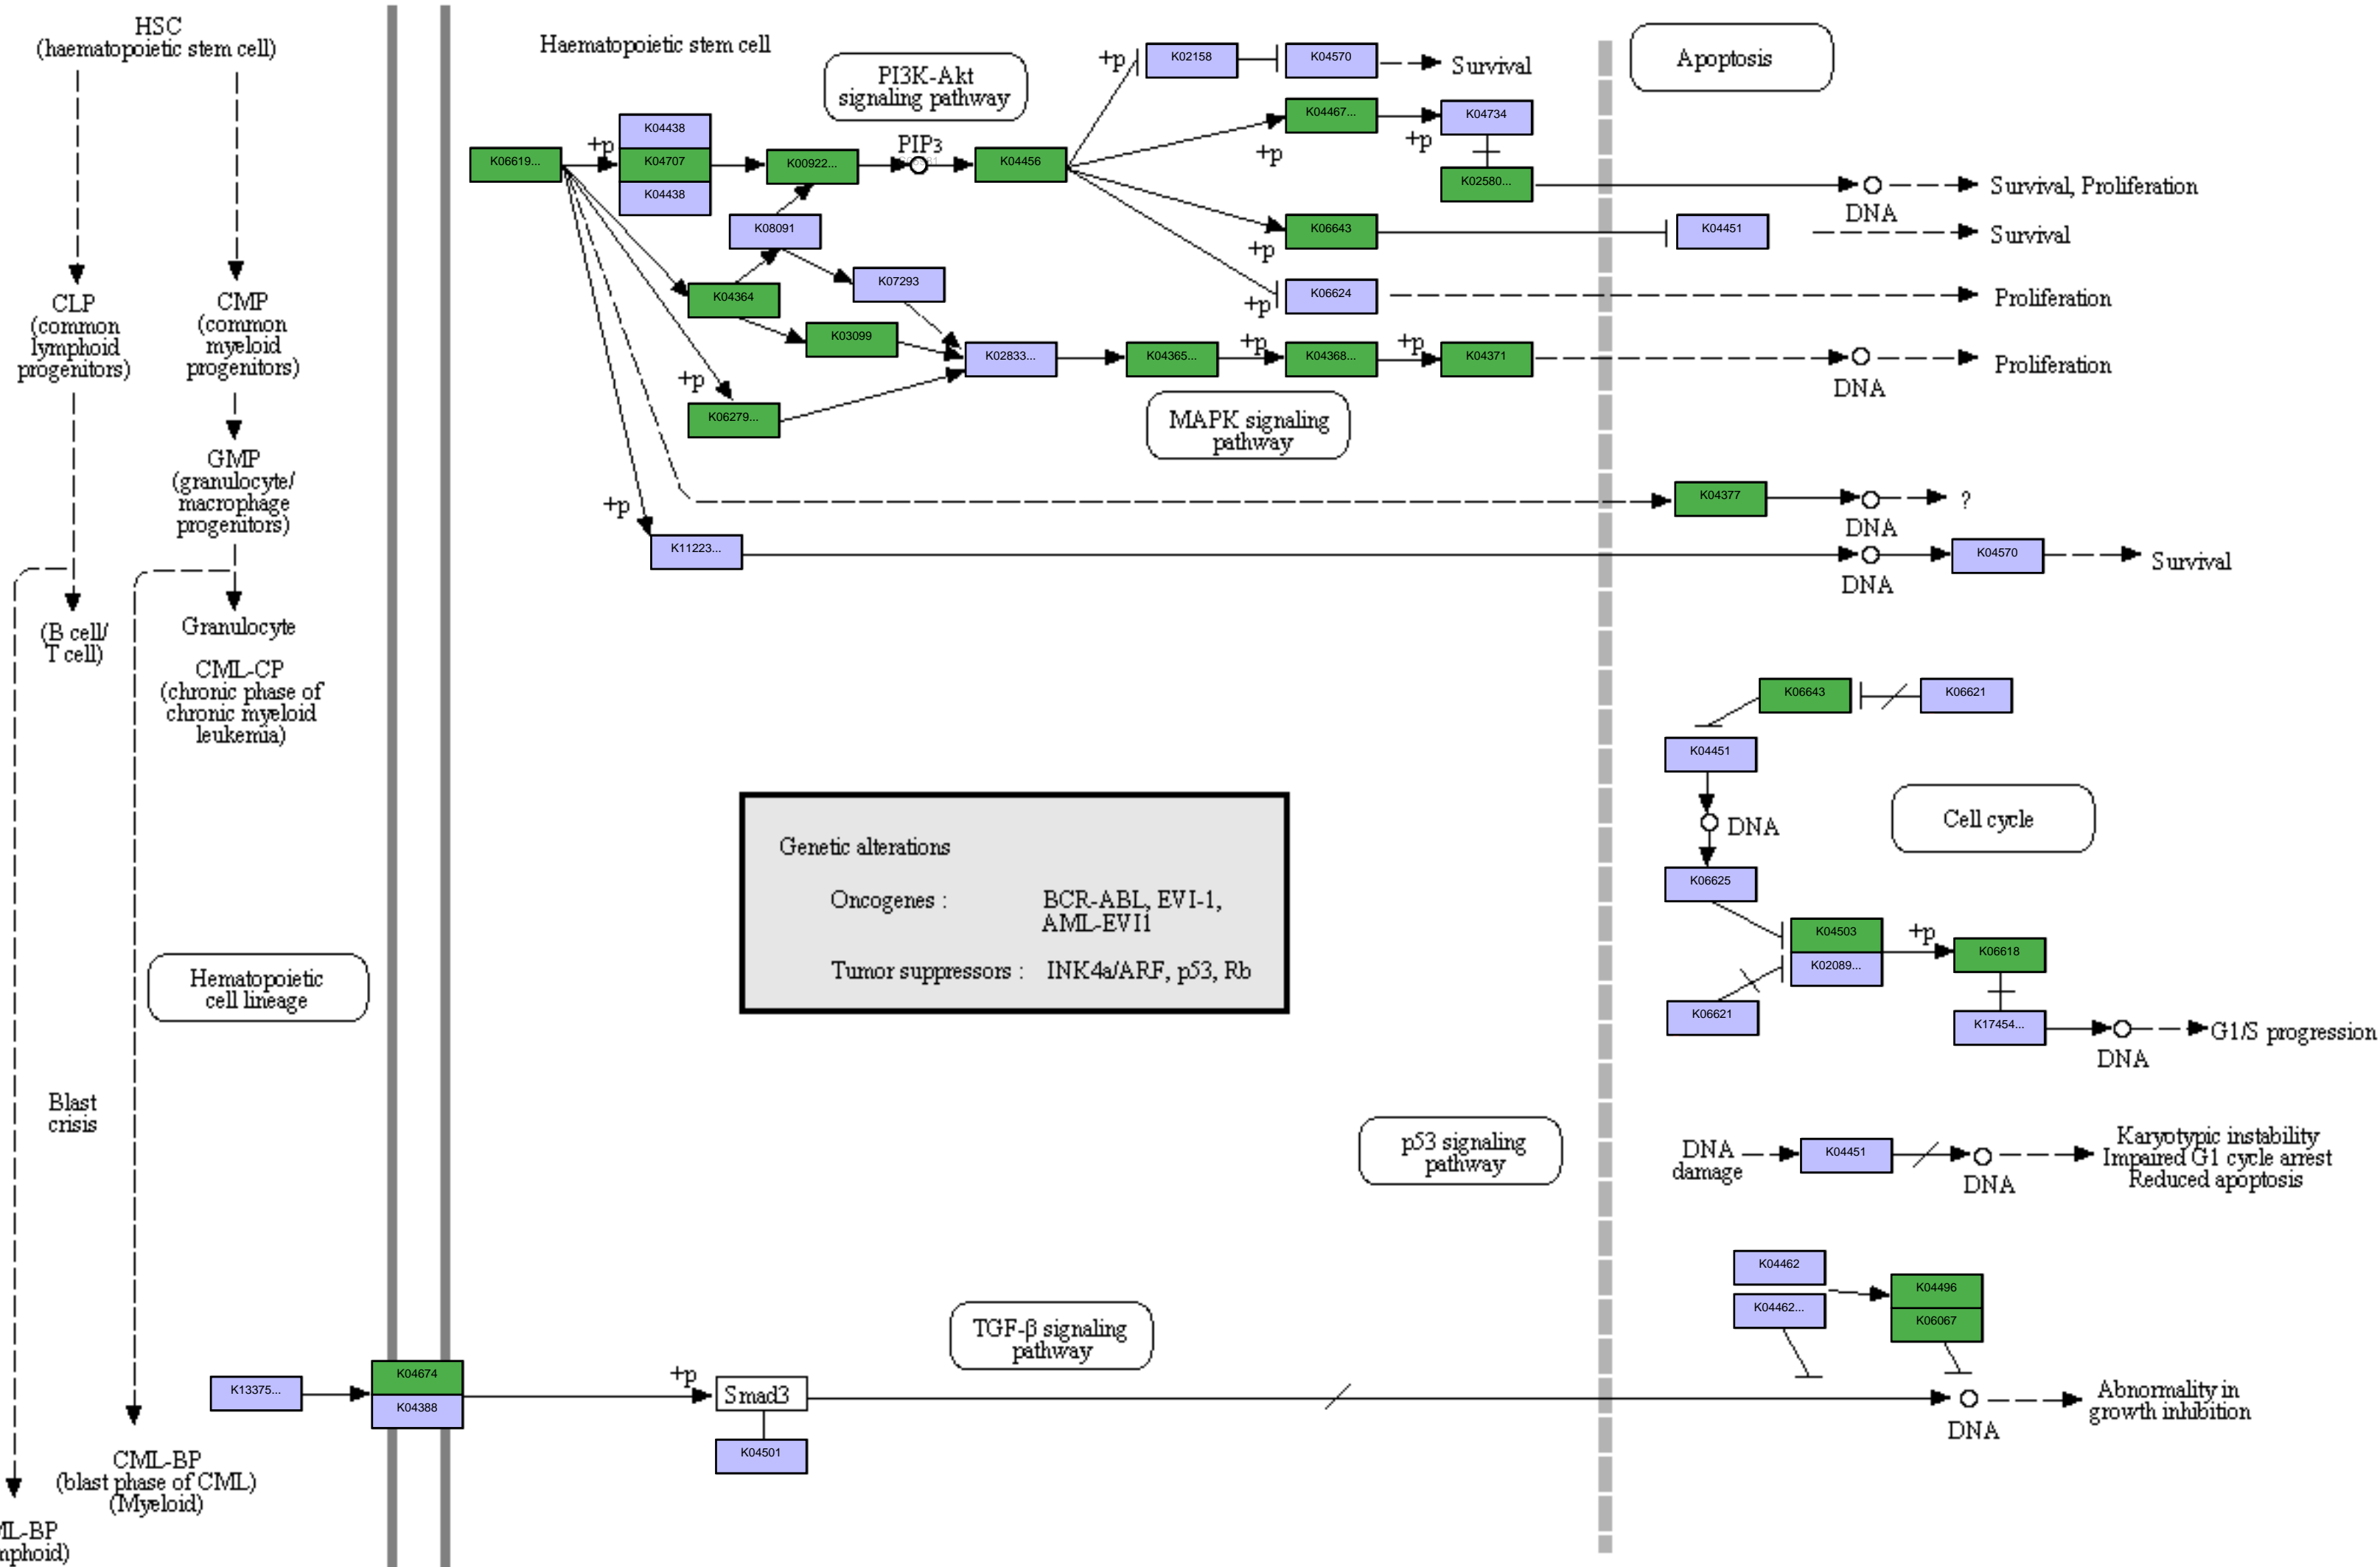 HSC
(haematopoietic stem cell)
CLP
(common
lymphoid
progenitors)
CMP
(common
myeloid
progenitors)
GMP
(granulocyte/
macrophage
progenitors)
(B cell/
T cell)
Granulocyte
CML-CP
(chronic phase of
chronic myeloid
leukemia)
Hematopoietic
cell lineage
Blast
crisis
CML-BP
(blast phase of CML)
(Myeloid)
ML-BP
mphoid)
Haematopoietic stem cell
PI3K-Akt
signaling pathway
K06619...
+p
K04438
K04707
K04438
K00922...
PIP3
K04456
K08091
K04364
K07293
K03099
+p
K06279...
K02833...
+p
K11223...
+p
K02158
K04570
Survival
+p
K04467...
+p
K04734
K02580...
DNA
Survival, Proliferation
+p
K06643
K04451
Survival
+p
K06624
Proliferation
K04365...
+p
K04368...
+p
K04371
DNA
Proliferation
MAPK signaling
pathway
Apoptosis
K04377
DNA
?
DNA
K04570
Survival
K06643
K06621
K04451
DNA
K06625
Cell cycle
K04503
K02089...
+p
K06618
K06621
K17454...
DNA
G1/S progression
Genetic alterations
Oncogenes : BCR-ABL, EVI-1,
AML-EVI1
Tumor suppressors : INK4a/ARF, p53, Rb
p53 signaling
pathway
DNA
damage
K04451
DNA
Karyotypic instability
Impaired G1 cycle arrest
Reduced apoptosis
K04462
K04462...
K04496
K06067
TGF-β signaling
pathway
K13375...
K04674
K04388
+p
Smad3
K04501
DNA
Abnormality in
growth inhibition